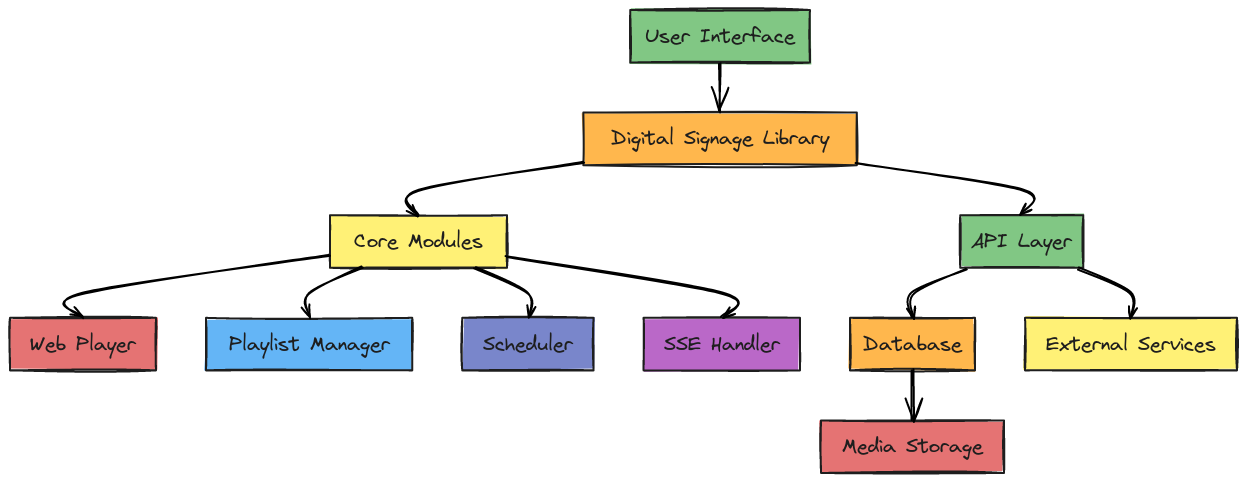 User Interface
Digital Signage Library
Core Modules
API Layer
Web Player
Playlist Manager
Scheduler
SSE Handler
Database
External Services
Media Storage